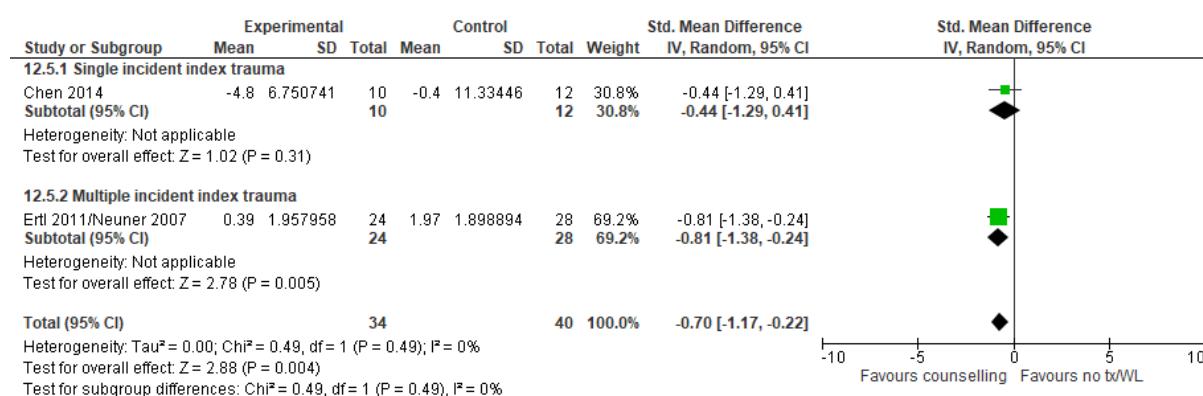 Experimental Control Std. Mean Difference Std. Mean Difference
Study or Subgroup Mean SD Total Mean SD Total Weight IV, Random, 95% CI IV, Random, 95% CI
12.5.1 Single incident index trauma
Chen 2014 -4.8 6.750741 10 -0.4 11.33446 12 30.8% -0.44 [-1.29, 0.41]
Subtotal (95% CI) 10 12 30.8% -0.44 [-1.29, 0.41]
Heterogeneity: Not applicable
Test for overall effect: Z = 1.02 (P = 0.31)
12.5.2 Multiple incident index trauma
Ertl 2011/Neuner 2007 0.39 1.957958 24 1.97 1.898894 28 69.2% -0.81 [-1.38, -0.24]
Subtotal (95% CI) 24 28 69.2% -0.81 [-1.38, -0.24]
Heterogeneity: Not applicable
Test for overall effect: Z = 2.78 (P = 0.005)
Total (95% CI) 34 40 100.0% -0.70 [-1.17, -0.22]
Heterogeneity: Tau² = 0.00; Chi² = 0.49, df = 1 (P = 0.49); I² = 0%
Test for overall effect: Z = 2.88 (P = 0.004)
Test for subgroup differences: Chi² = 0.49, df = 1 (P = 0.49), I² = 0%
-10 -5 0 5 10
Favours counselling Favours no tx/WL